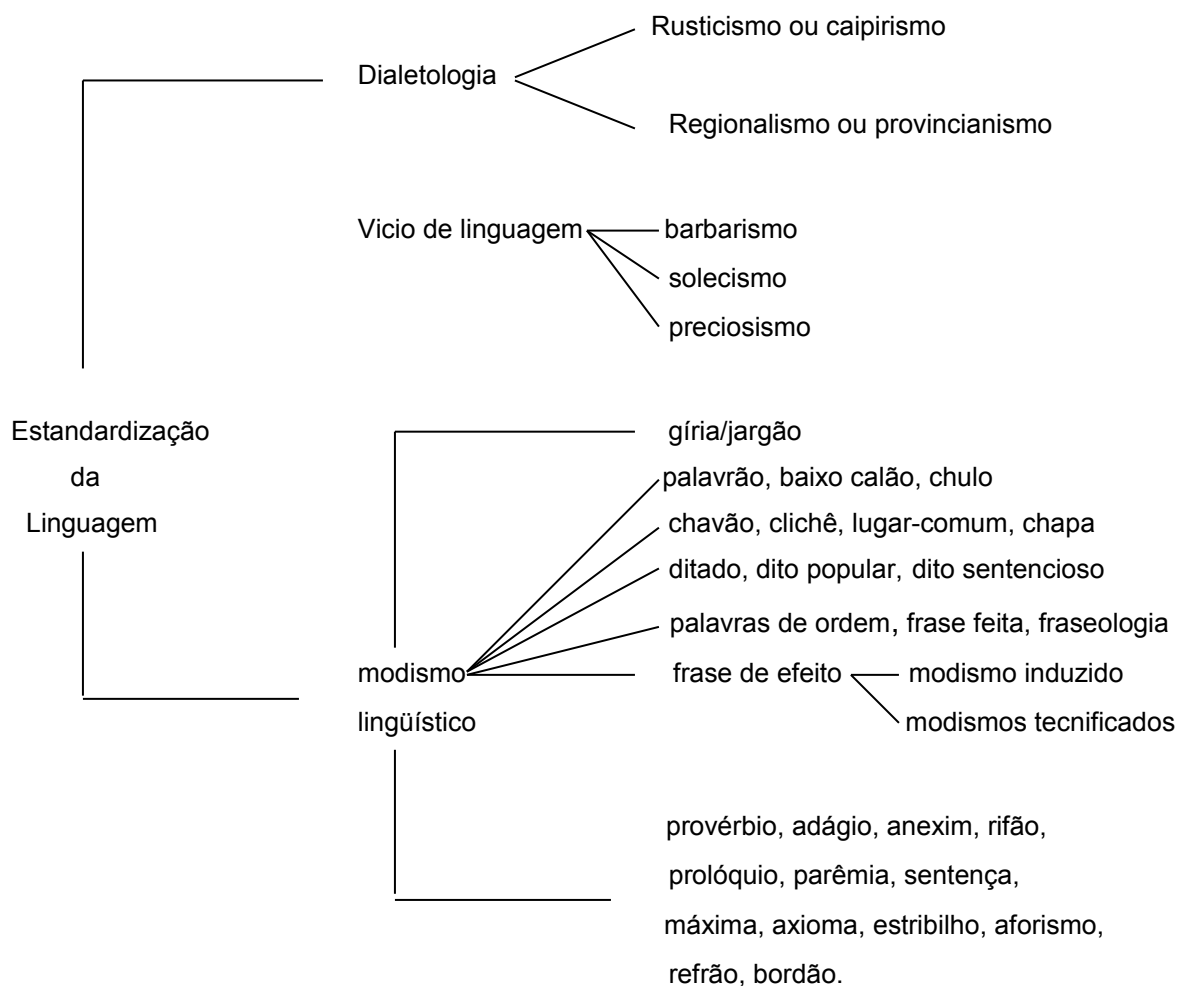 Rusticismo ou caipirismo
Dialetologia
Regionalismo ou provincianismo
Vicio de linguagem
barbarismo
solecismo
preciosismo
Estandardização
da
Linguagem
gíria/jargão
palavrão, baixo calão, chulo
chavão, clichê, lugar-comum, chapa
ditado, dito popular, dito sentencioso
palavras de ordem, frase feita, fraseologia
modismo
lingüístico
frase de efeito
modismo induzido
modismos tecnificados
provérbio, adágio, anexim, rifão,
prolóquio, parêmia, sentença,
máxima, axioma, estribilho, aforismo,
refrão, bordão.